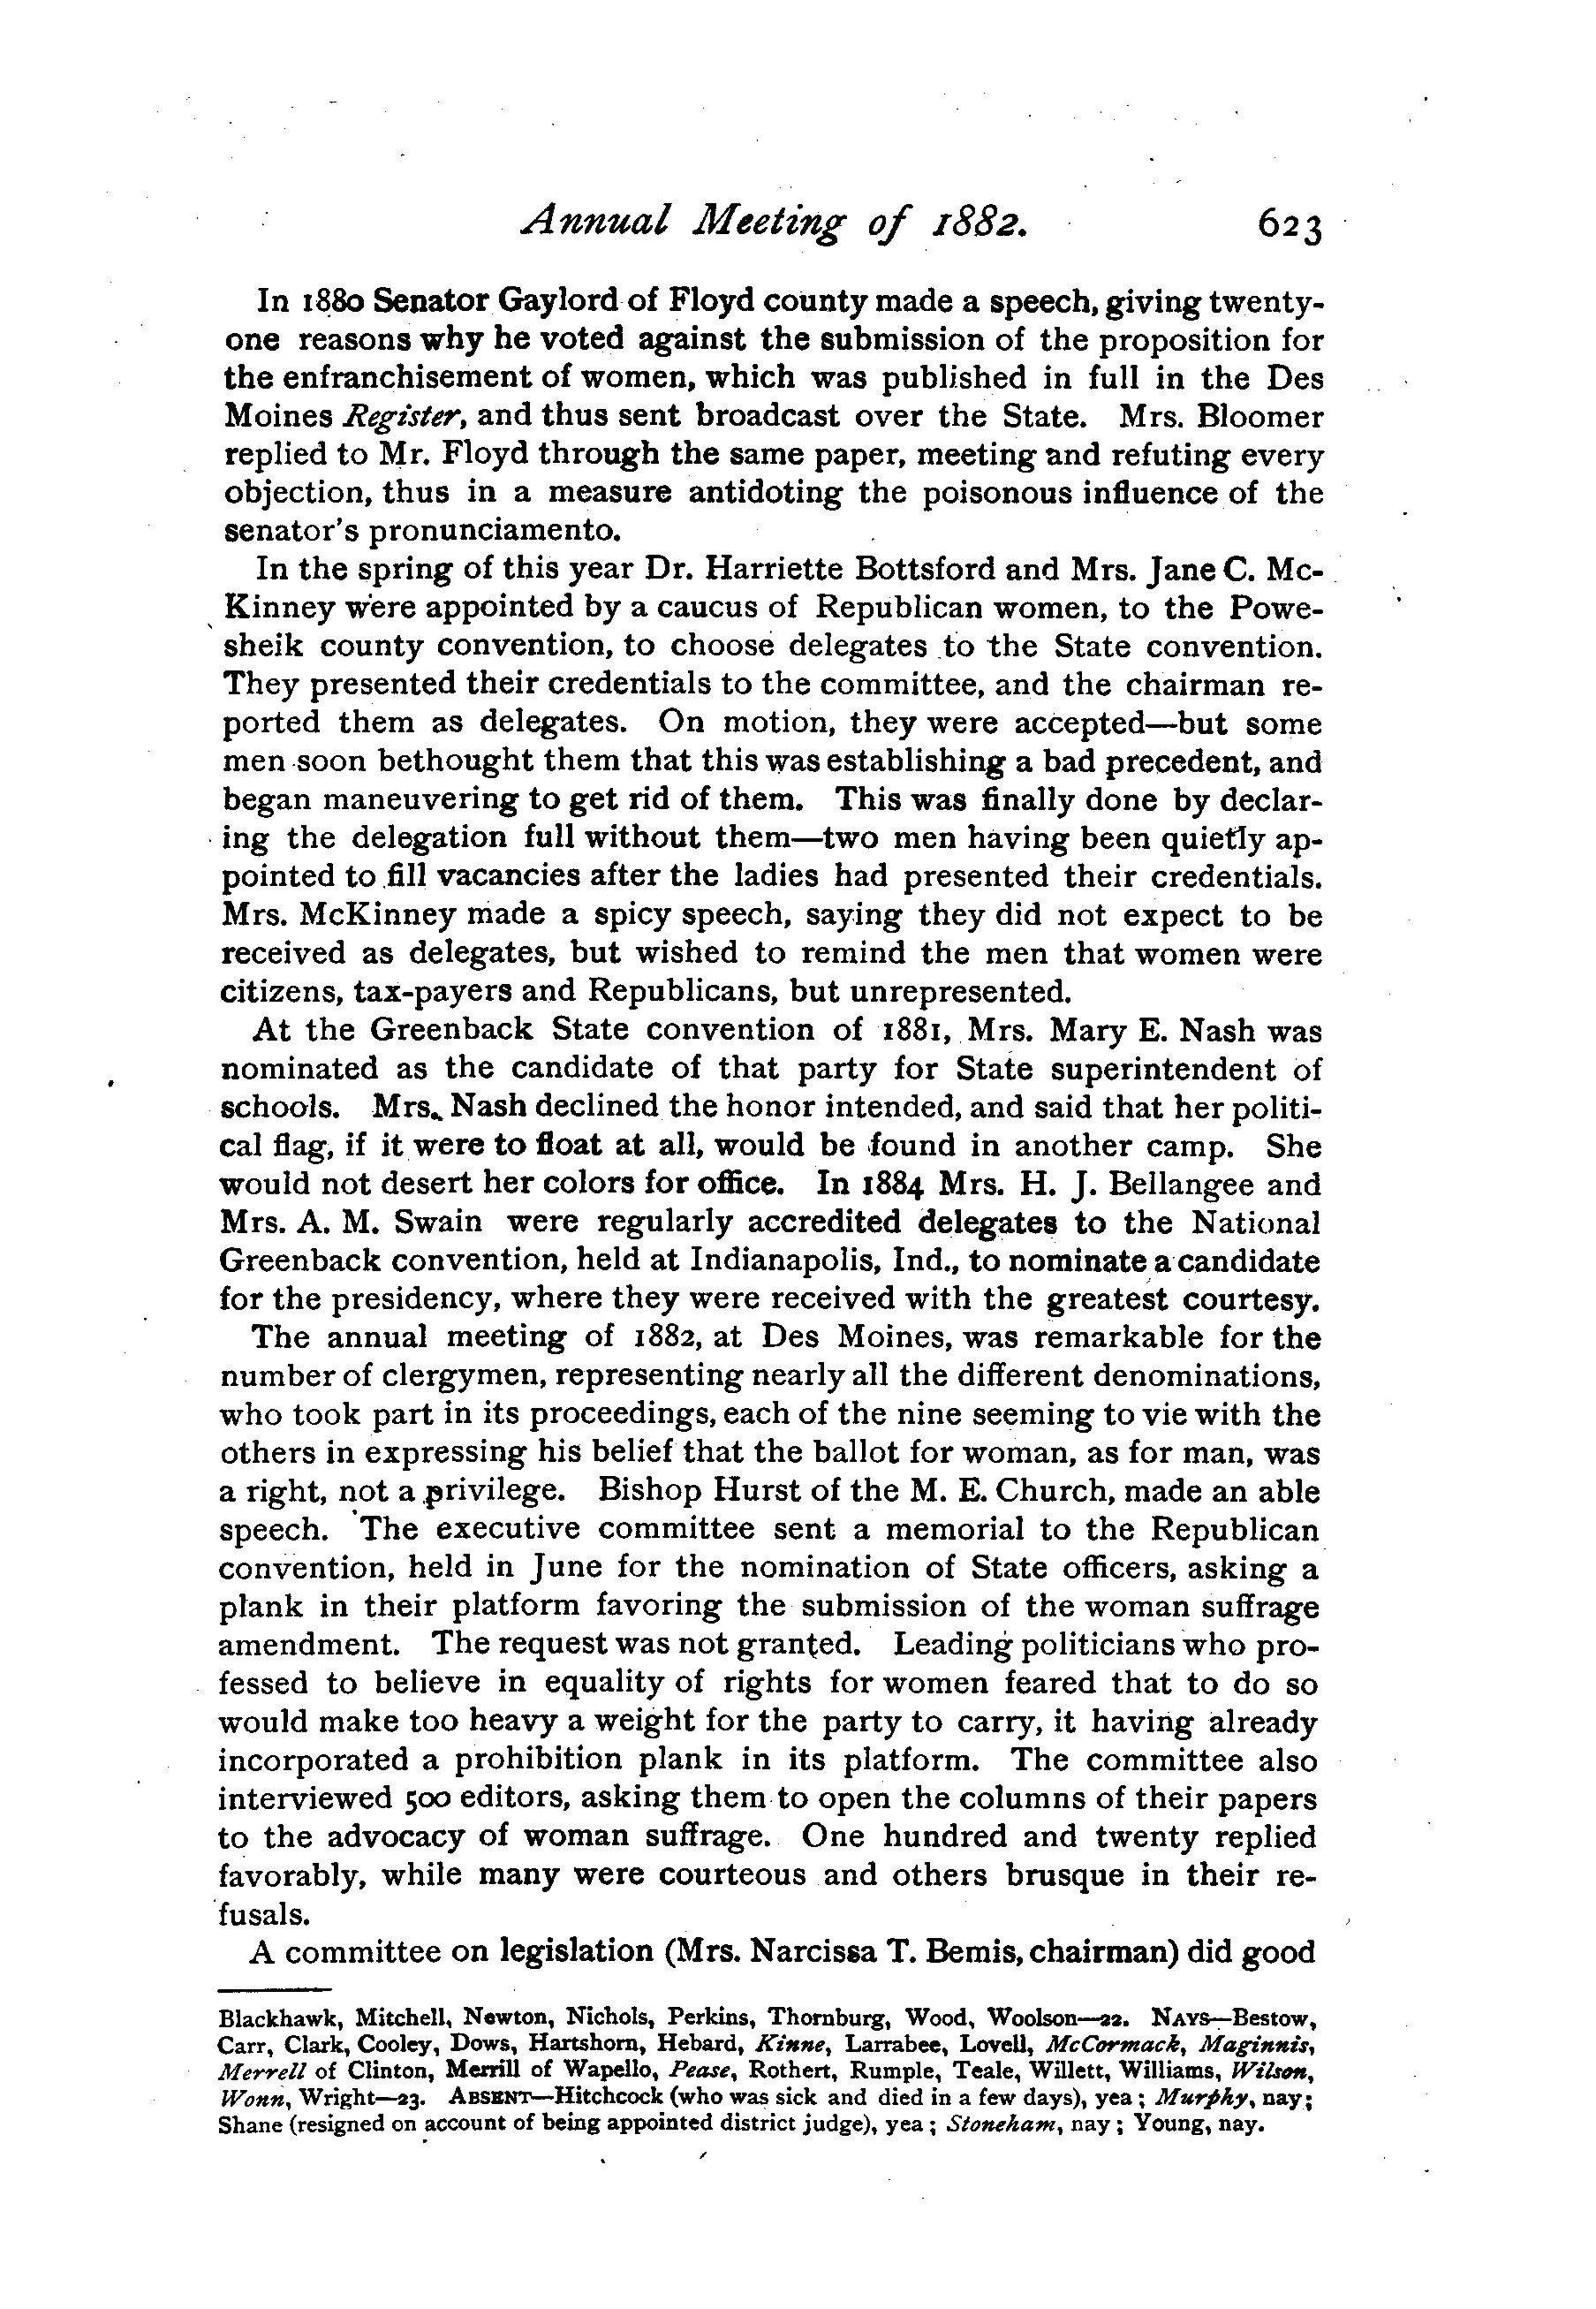 Annual Meeting of 1882. 623
In 1880 Senator Gaylord of Floyd county made a speech, giving twenty-
one reasons why he voted against the submission of the proposition for
the enfranchisement of women, which was published in full in the Des
Moines Register, and thus sent broadcast over the State. Mrs. Bloomer
replied to Mr. Floyd through the same paper, meeting and refuting every
objection, thus in a measure antidoting the poisonous influence of the
senator's pronunciamento.
In the spring of this year Dr. Harriette Bottsford and Mrs. Jane C. Mc-
Kinney were appointed by a caucus of Republican women, to the Powe-
sheik county convention, to choose delegates to the State convention.
They presented their credentials to the committee, and the chairman re-
ported them as delegates. On motion, they were accepted—but some
men soon bethought them that this was establishing a bad precedent, and
began maneuvering to get rid of them. This was finally done by declar-
ing the delegation full without them—two men having been quietly ap-
pointed to fill vacancies after the ladies had presented their credentials.
Mrs. McKinney made a spicy speech, saying they did not expect to be
received as delegates, but wished to remind the men that women were
citizens, tax-payers and Republicans, but unrepresented.
At the Greenback State convention of 1881, Mrs. Mary E. Nash was
nominated as the candidate of that party for State superintendent of
schools. Mrs. Nash declined the honor intended, and said that her politi-
cal flag, if it were to float at all, would be found in another camp. She
would not desert her colors for office. In 1884 Mrs. H. J. Bellangee and
Mrs. A. M. Swain were regularly accredited delegates to the National
Greenback convention, held at Indianapolis, Ind., to nominate a candidate
for the presidency, where they were received with the greatest courtesy.
The annual meeting of 1882, at Des Moines, was remarkable for the
number of clergymen, representing nearly all the different denominations,
who took part in its proceedings, each of the nine seeming to vie with the
others in expressing his belief that the ballot for woman, as for man, was
a right, not a privilege. Bishop Hurst of the M. E. Church, made an able
speech. The executive committee sent a memorial to the Republican
convention, held in June for the nomination of State officers, asking a
plank in their platform favoring the submission of the woman suffrage
amendment. The request was not granted. Leading politicians who pro-
fessed to believe in equality of rights for women feared that to do so
would make too heavy a weight for the party to carry, it having already
incorporated a prohibition plank in its platform. The committee also
interviewed 500 editors, asking them to open the columns of their papers
to the advocacy of woman suffrage. One hundred and twenty replied
favorably, while many were courteous and others brusque in their re-
fusals.
A committee on legislation (Mrs. Narcissa T. Bemis, chairman) did good
Blackhawk, Mitchell, Newton, Nichols, Perkins, Thornburg, Wood, Woolson—22. NAYS—Bestow,
Carr, Clark, Cooley, Dows, Hartshorn, Hebard, Kinne, Larrabee, Lovell, McCormack, Maginnis,
Merrell of Clinton, Merrill of Wapello, Pease, Rothert, Rumple, Teale, Willett, Williams, Wilson,
Wonn, Wright—23. ABSENT—Hitchcock (who was sick and died in a few days), yea; Murphy, nay;
Shane (resigned on account of being appointed district judge), yea; Stoneham, nay; Young, nay.